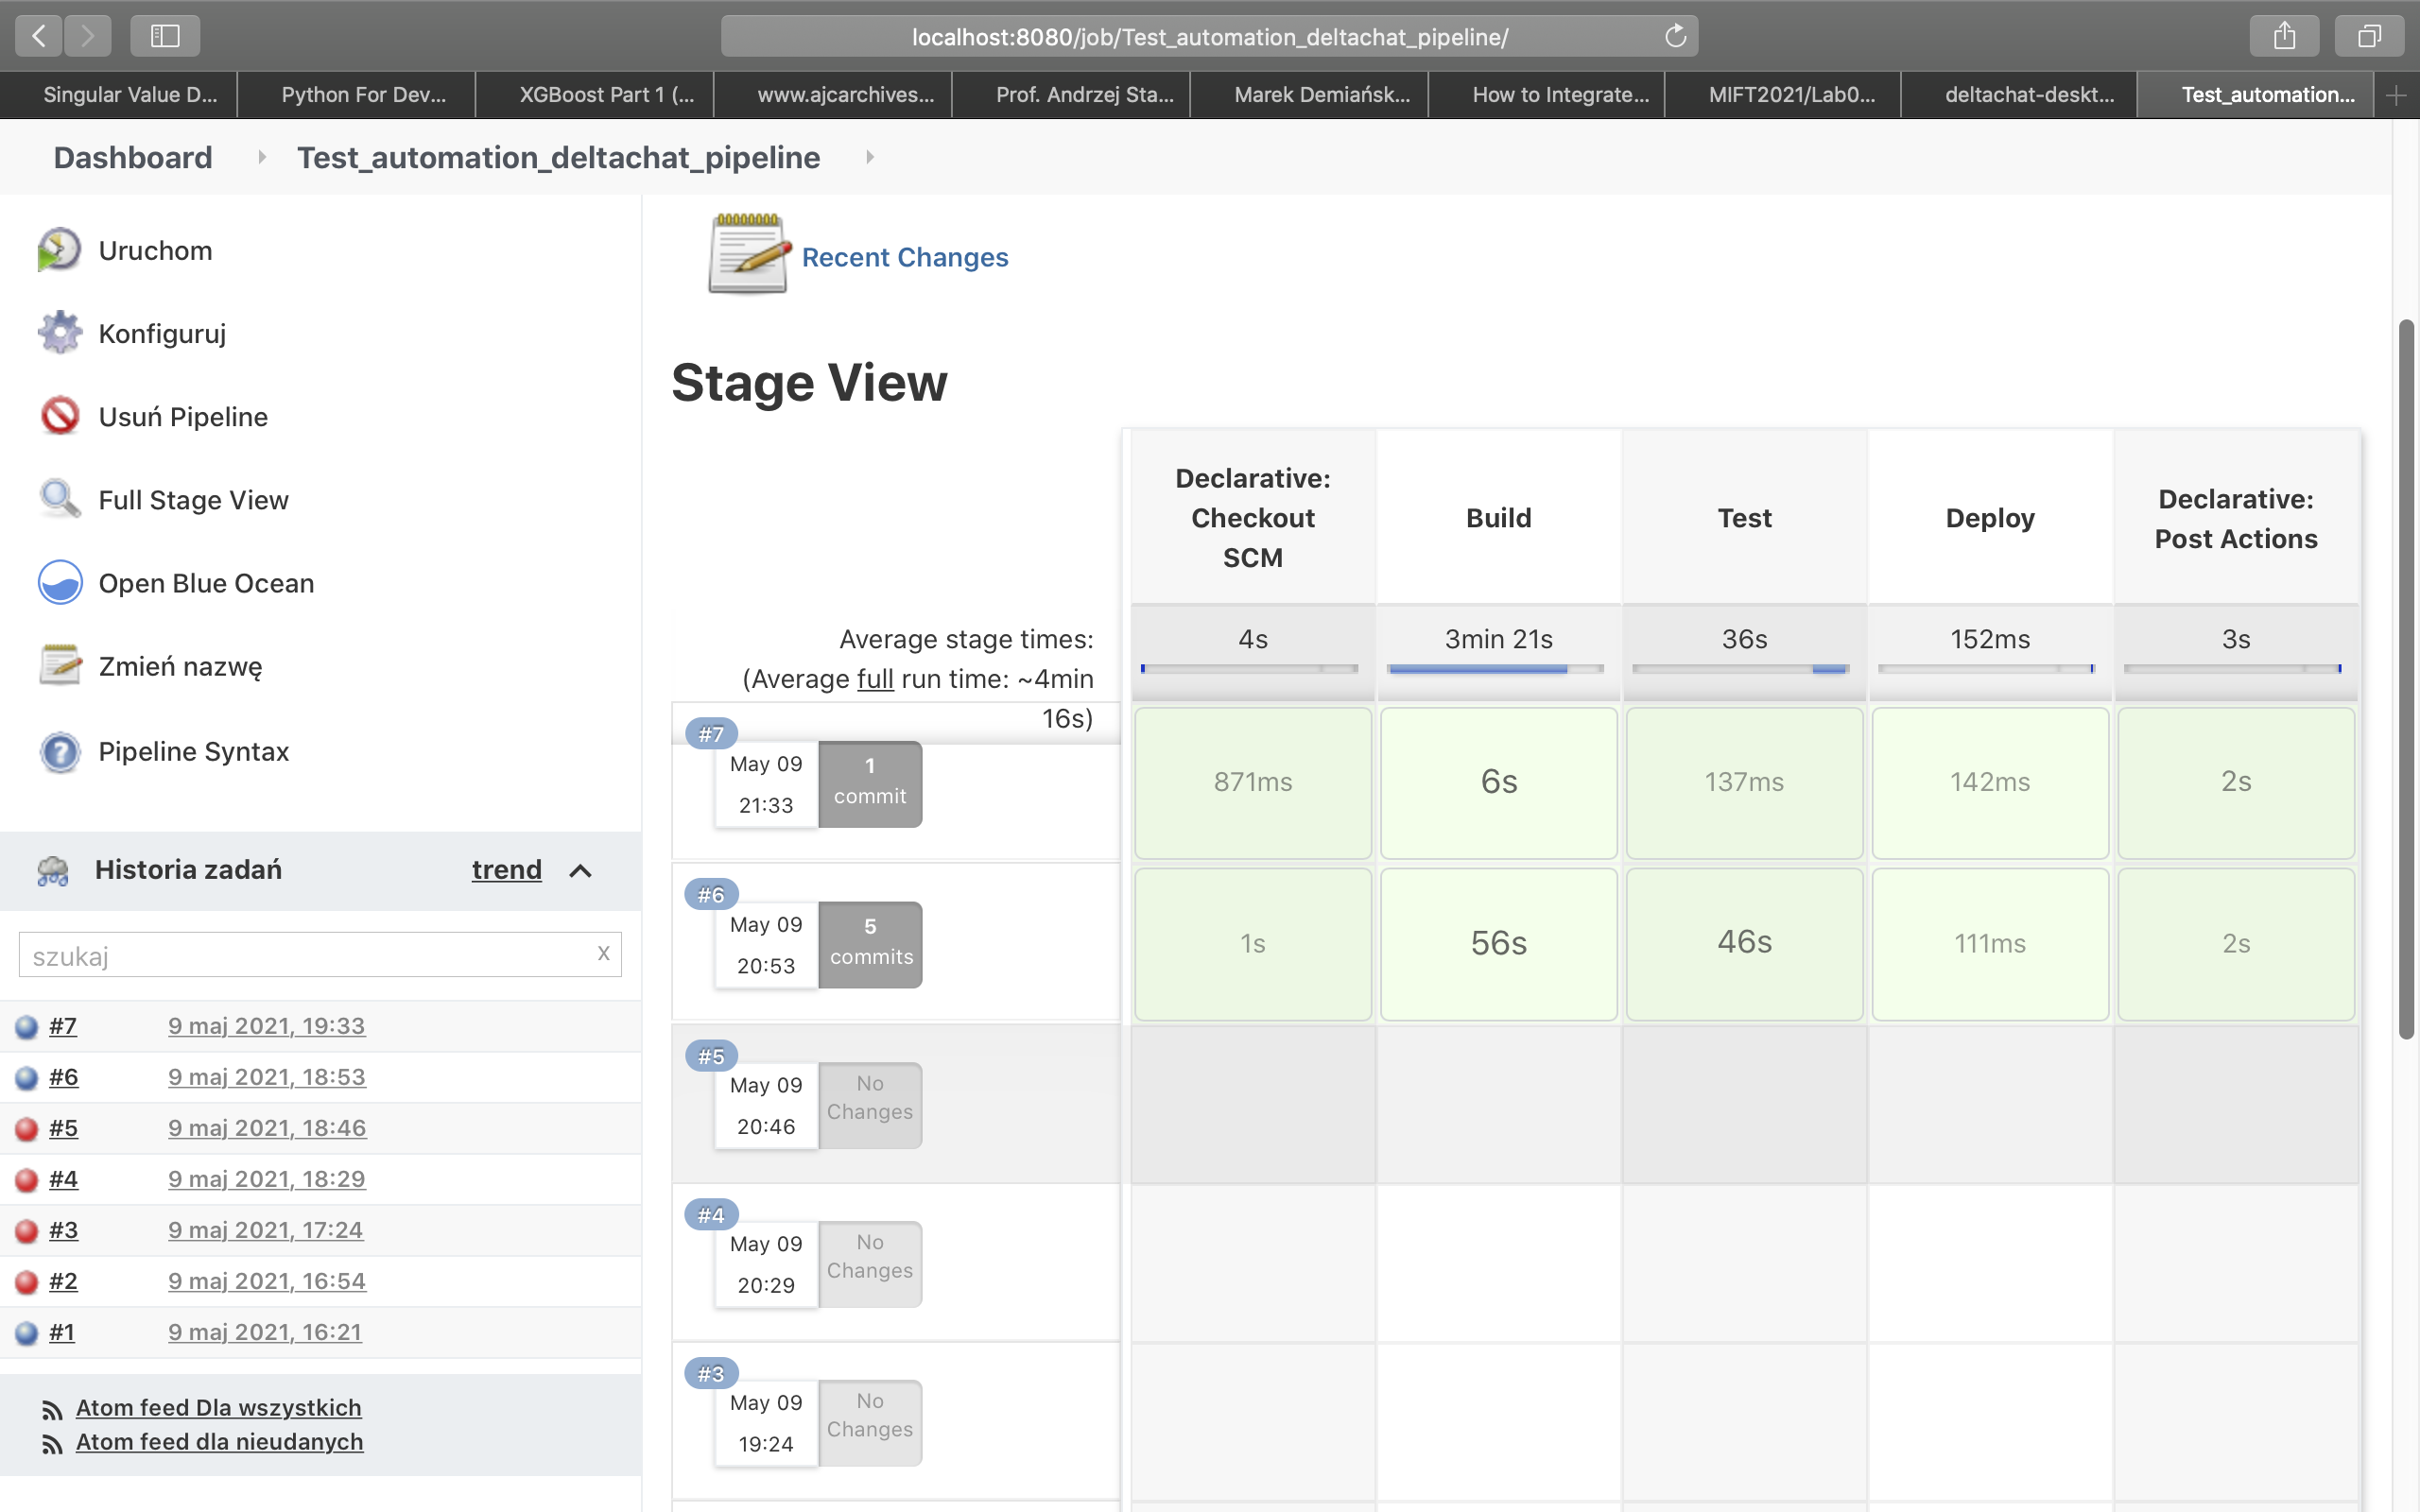 localhost:8080/job/Test_automation_deltachat_pipeline/
Singular Value D...
Python For Dev...
XGBoost Part 1 (...
www.ajcarchives...
Prof. Andrzej Sta...
Marek Demiańsk...
How to Integrate...
MIFT2021/Lab0...
deltachat-deskt...
Test_automation...
Dashboard
Test_automation_deltachat_pipeline
Uruchom
Konfiguruj
Usuń Pipeline
Full Stage View
Open Blue Ocean
Zmień nazwę
Pipeline Syntax
Historia zadań
trend
szukaj
x
#7 9 maj 2021, 19:33
#6 9 maj 2021, 18:53
#5 9 maj 2021, 18:46
#4 9 maj 2021, 18:29
#3 9 maj 2021, 17:24
#2 9 maj 2021, 16:54
#1 9 maj 2021, 16:21
Atom feed Dla wszystkich
Atom feed dla nieudanych
Recent Changes
Stage View
Declarative:
Checkout
SCM
Build
Test
Deploy
Declarative:
Post Actions
Average stage times:
(Average full run time: ~4min
16s)
4s
3min 21s
36s
152ms
3s
#7
May 09
21:33
1
commit
871ms
6s
137ms
142ms
2s
#6
May 09
20:53
5
commits
1s
56s
46s
111ms
2s
#5
May 09
20:46
No
Changes
#4
May 09
20:29
No
Changes
#3
May 09
19:24
No
Changes